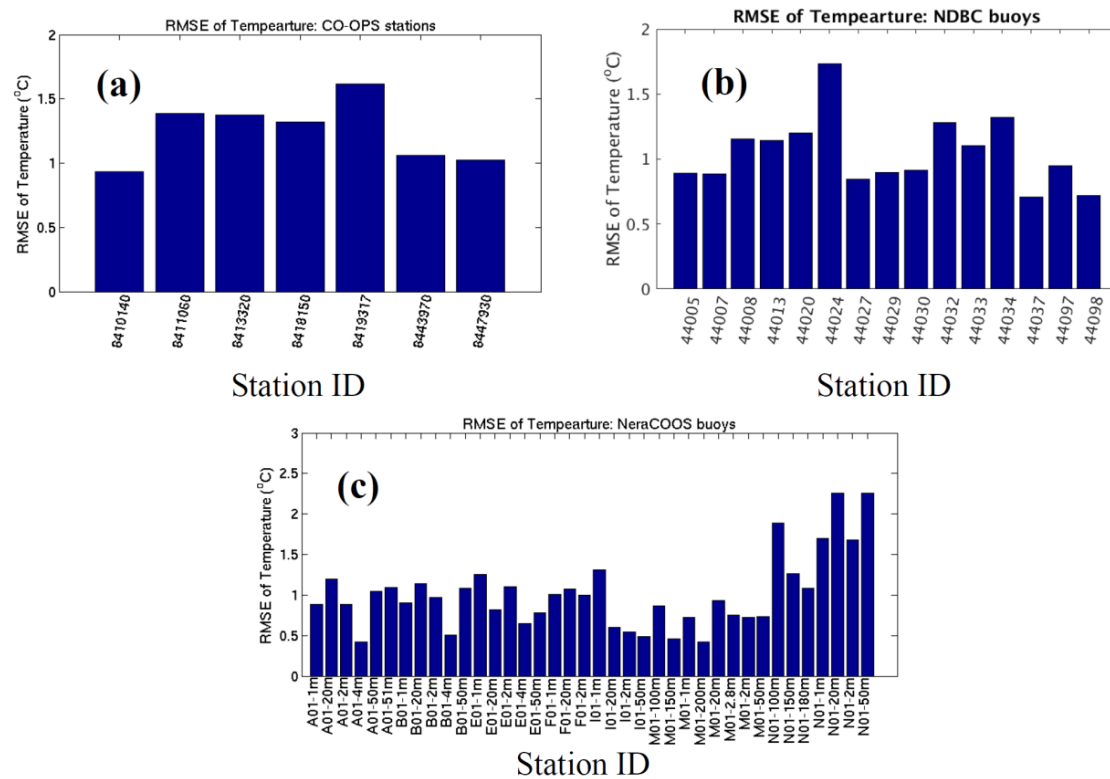 RMSE of Tempearture: CO-OPS stations
2
1.5
1
0.5
0
RMSE of Temperature (⁰C)
(a)
8410140
8411060
8413320
8418150
8419317
8443970
8447930
Station ID
RMSE of Tempearture: NDBC buoys
2
1.5
1
0.5
0
RMSE of Temperature (⁰C)
(b)
44005
44007
44008
44013
44020
44024
44027
44029
44030
44032
44033
44034
44037
44097
44098
Station ID
RMSE of Tempearture: NeraCOOS buoys
3
2.5
2
1.5
1
0.5
0
RMSE of Temperature (⁰C)
(c)
A01-1m
A01-20m
A01-2m
A01-4m
A01-50m
A01-51m
B01-1m
B01-20m
B01-2m
B01-4m
B01-50m
E01-1m
E01-20m
E01-2m
E01-4m
E01-50m
F01-1m
F01-20m
F01-2m
I01-1m
I01-20m
I01-2m
I01-50m
M01-100m
M01-150m
M01-1m
M01-200m
M01-20m
M01-2.8m
M01-2m
M01-50m
N01-100m
N01-150m
N01-180m
N01-1m
N01-20m
N01-2m
N01-50m
Station ID